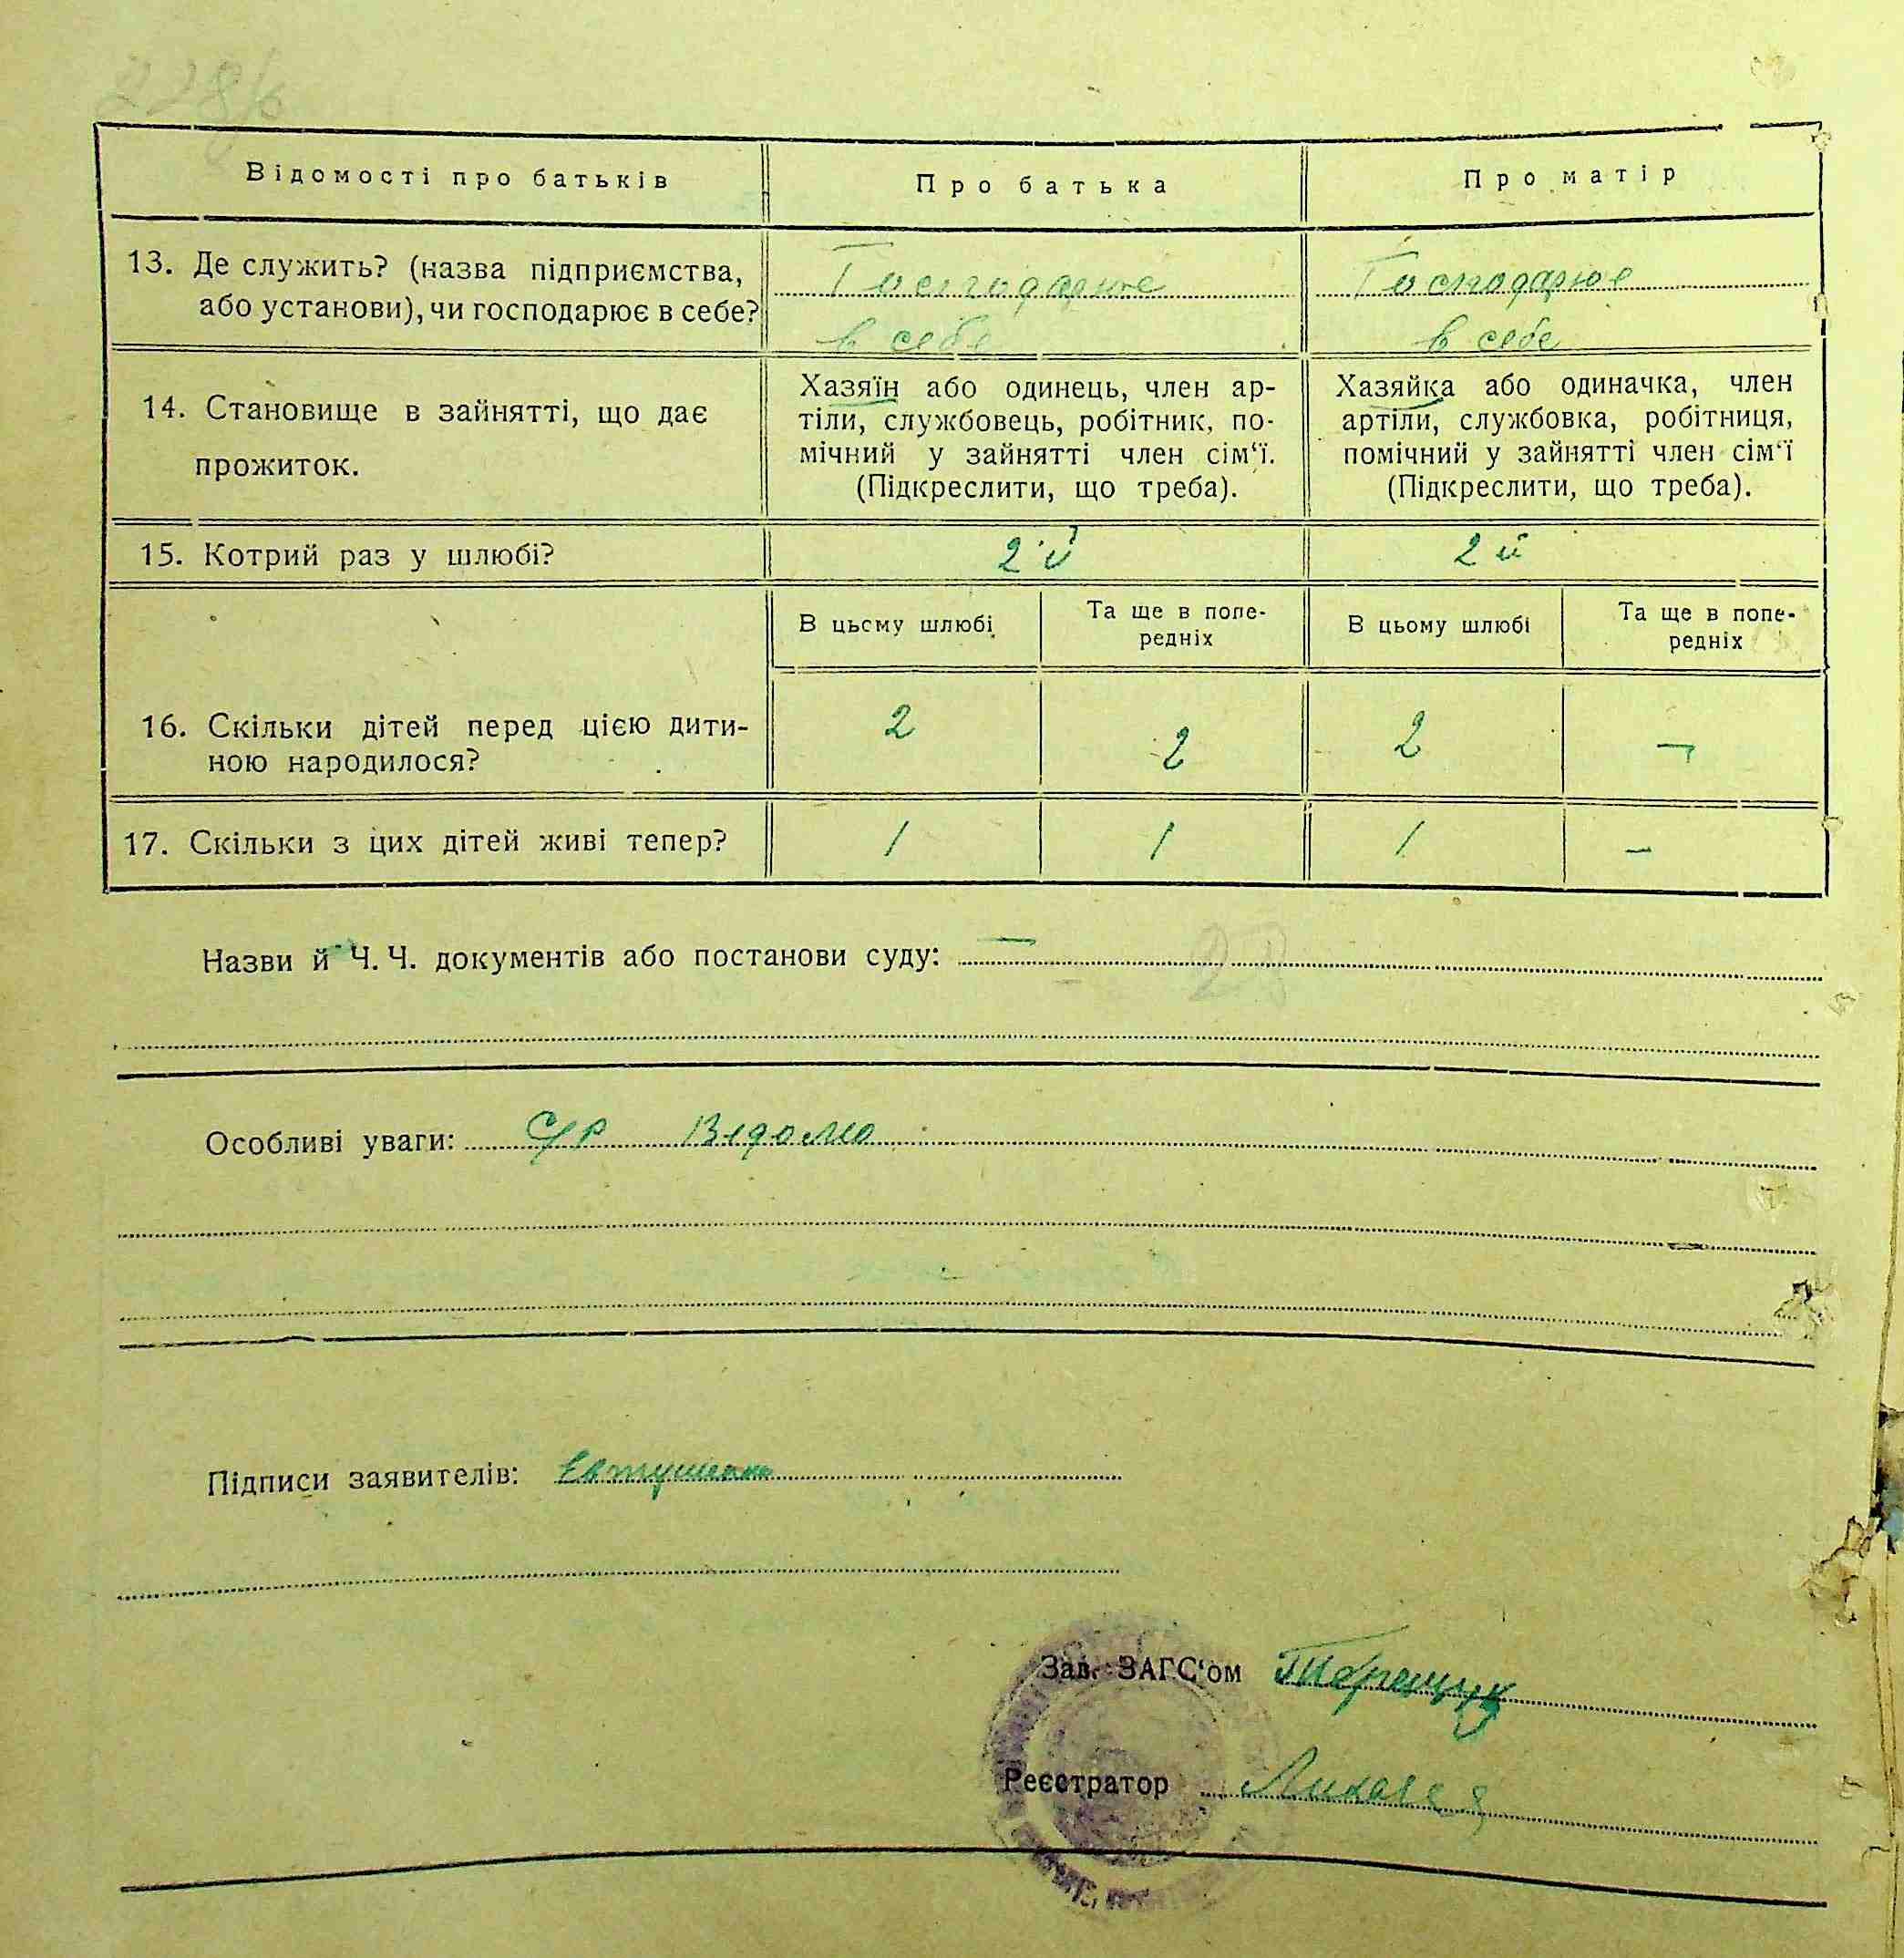 Відомості про батьків
Про батька
Про матір
13. Де служить? (назва підприємства,
або установи), чи господарює в себе?
Господарює
в себе
Господарює
в себе
14. Становище в зайнятті, що дає
прожиток.
Хазяїн або одинець, член ар-
тіли, службовець, робітник, по-
мічний у зайнятті член сім‘ї.
(Підкреслити, що треба).
Хазяйка або одиначка, член
артіли, службовка, робітниця,
помічний у зайнятті член сім‘ї
(Підкреслити, що треба).
15. Котрий раз у шлюбі?
2й
2й
В цьому шлюбі
Та ще в попе-
редніх
В цьому шлюбі
Та ще в попе-
редніх
16. Скільки дітей перед цією дити-
ною народилося?
2
2
2
—
17. Скільки з цих дітей живі тепер?
1
1
1
—
Назви й Ч. Ч. документів або постанови суду: —
Особливі уваги: С/Р Відомо
Підписи заявителів: Евтушенко
Зав. ЗАГС‘ом Терещук
Реєстратор